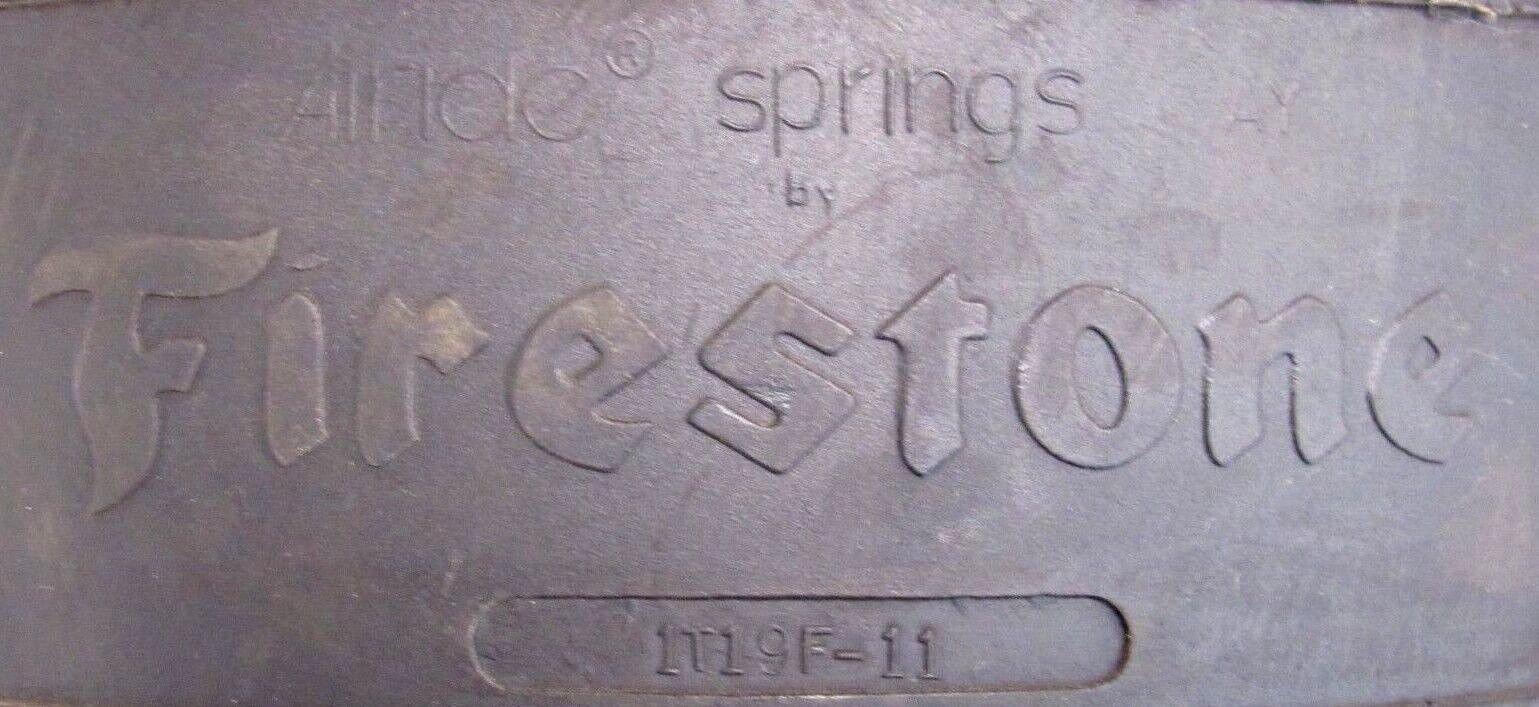 Airide® springs
by
Firestone
1T19F-11